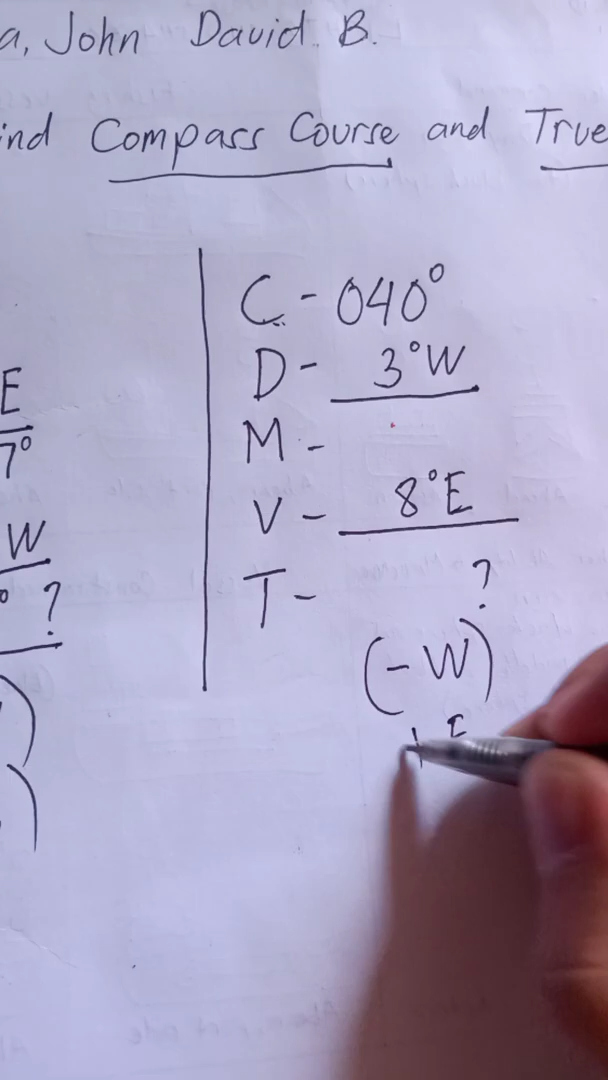 a, John David. B.
ind Compass Course and True
E
7°
W
° ?
C - 040°
D - 3°W
M -
V - 8°E
T - ?
(- W)
+ E